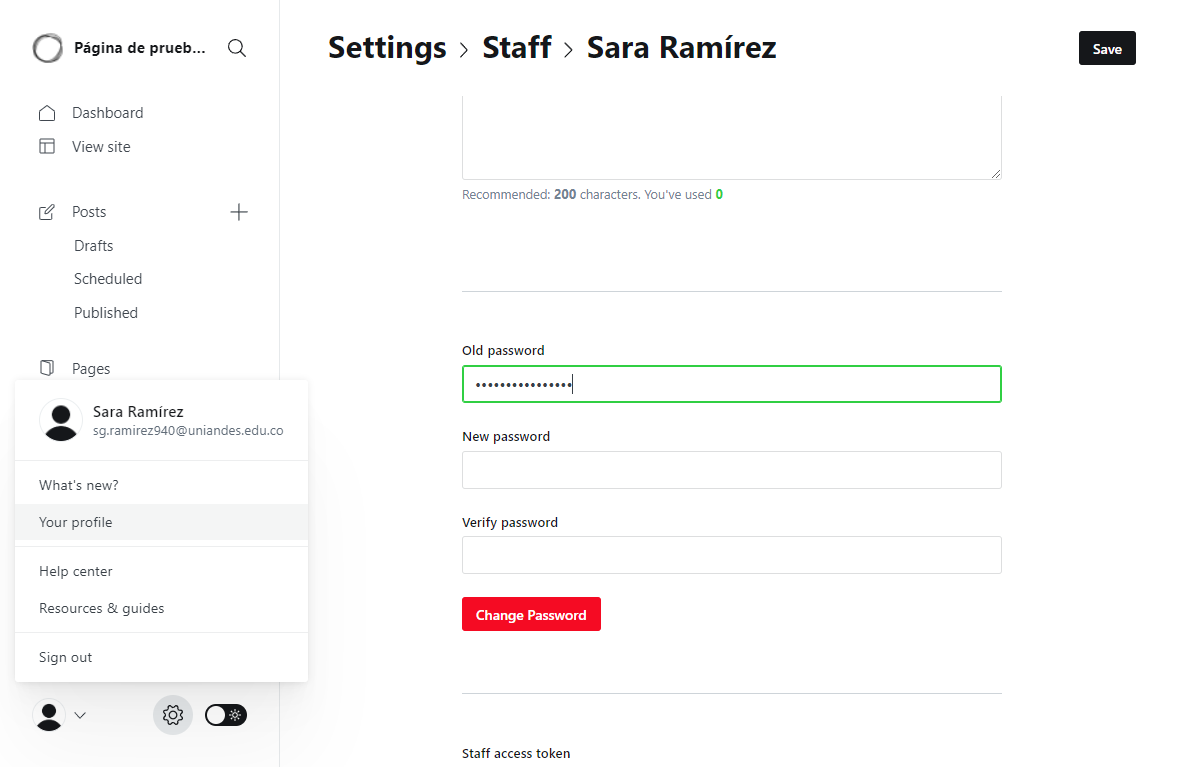 Página de prueb...
Settings > Staff > Sara Ramírez
Save
Dashboard
View site
Posts
Drafts
Scheduled
Published
Pages
Sara Ramírez
sg.ramirez940@uniandes.edu.co
What's new?
Your profile
Help center
Resources & guides
Sign out
Recommended: 200 characters. You've used 0
Old password
••••••••••••••••
New password
Verify password
Change Password
Staff access token